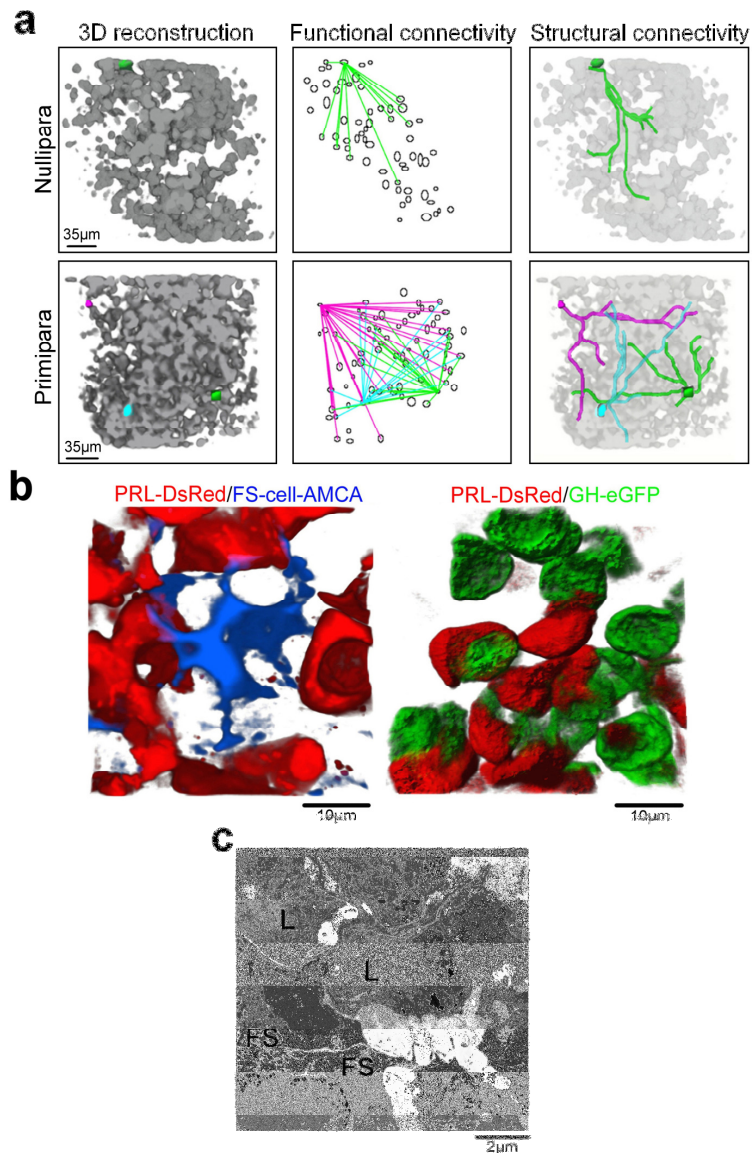 a
3D reconstruction Functional connectivity Structural connectivity
Nullipara
35µm
Primipara
35µm
b
PRL-DsRed/FS-cell-AMCA PRL-DsRed/GH-eGFP
10µm 10µm
c
L
L
FS
FS
2µm